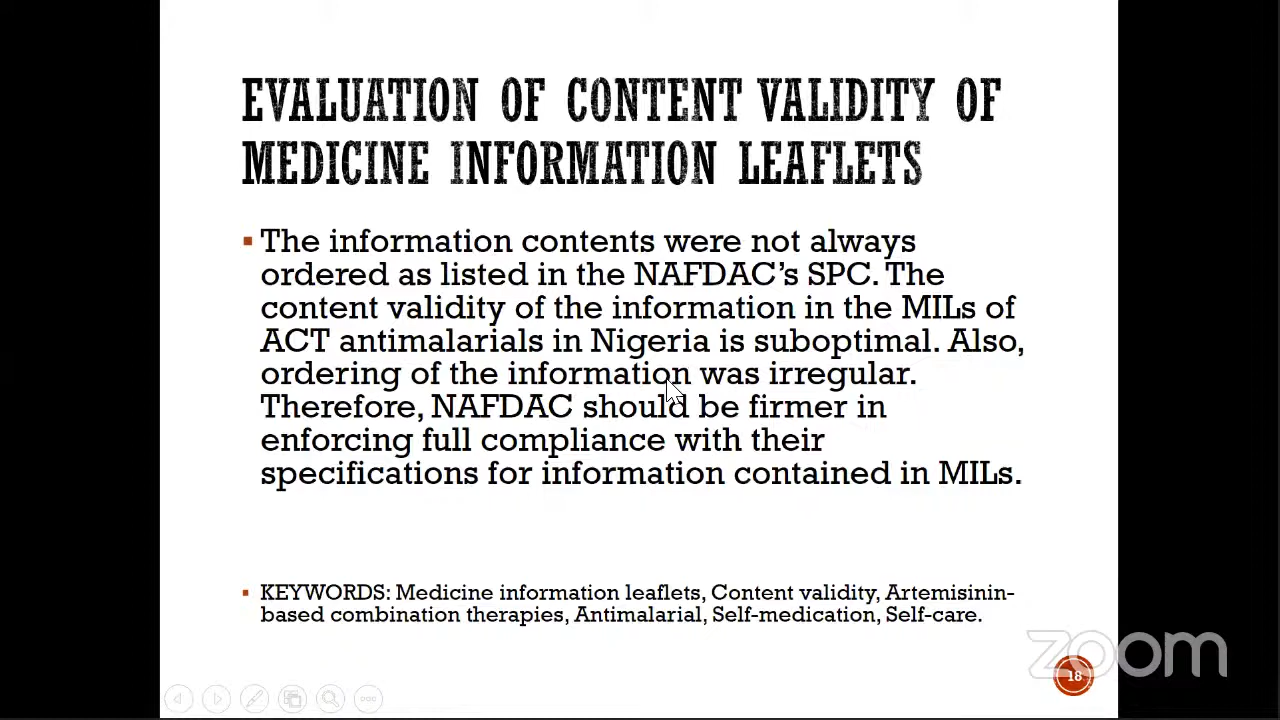 EVALUATION OF CONTENT VALIDITY OF
MEDICINE INFORMATION LEAFLETS
▪ The information contents were not always
ordered as listed in the NAFDAC’s SPC. The
content validity of the information in the MILs of
ACT antimalarials in Nigeria is suboptimal. Also,
ordering of the information was irregular.
Therefore, NAFDAC should be firmer in
enforcing full compliance with their
specifications for information contained in MILs.
▪ KEYWORDS: Medicine information leaflets, Content validity, Artemisinin-
based combination therapies, Antimalarial, Self-medication, Self-care.
zoom
18